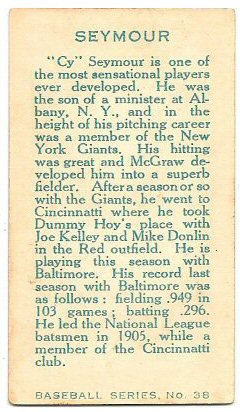 SEYMOUR
"Cy" Seymour is one of
the most sensational players
ever developed. He was
the son of a minister at Al-
bany, N. Y., and in the
height of his pitching career
was a member of the New
York Giants. His hitting
was great and McGraw de-
veloped him into a superb
fielder. After a season or so
with the Giants, he went to
Cincinnatti where he took
Dummy Hoy's place with
Joe Kelley and Mike Donlin
in the Red outfield. He is
playing this season with
Baltimore. His record last
season with Baltimore was
as follows: fielding .949 in
103 games; batting .296.
He led the National League
batsmen in 1905, while a
member of the Cincinnatti
club.
BASEBALL SERIES, No. 38